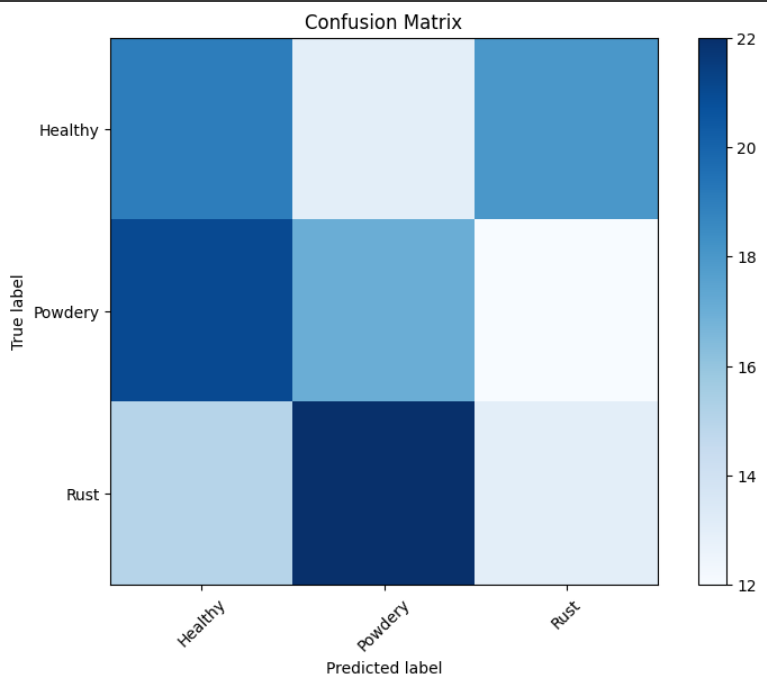 Confusion Matrix
True label
Healthy
Powdery
Rust
Healthy
Powdery
Rust
Predicted label
22
20
18
16
14
12